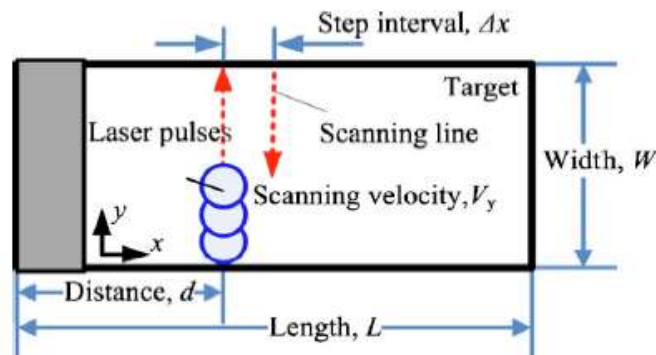 Step interval, Δx
Target
Laser pulses
Scanning line
Width, W
Scanning velocity,Vy
y
x
Distance, d
Length, L